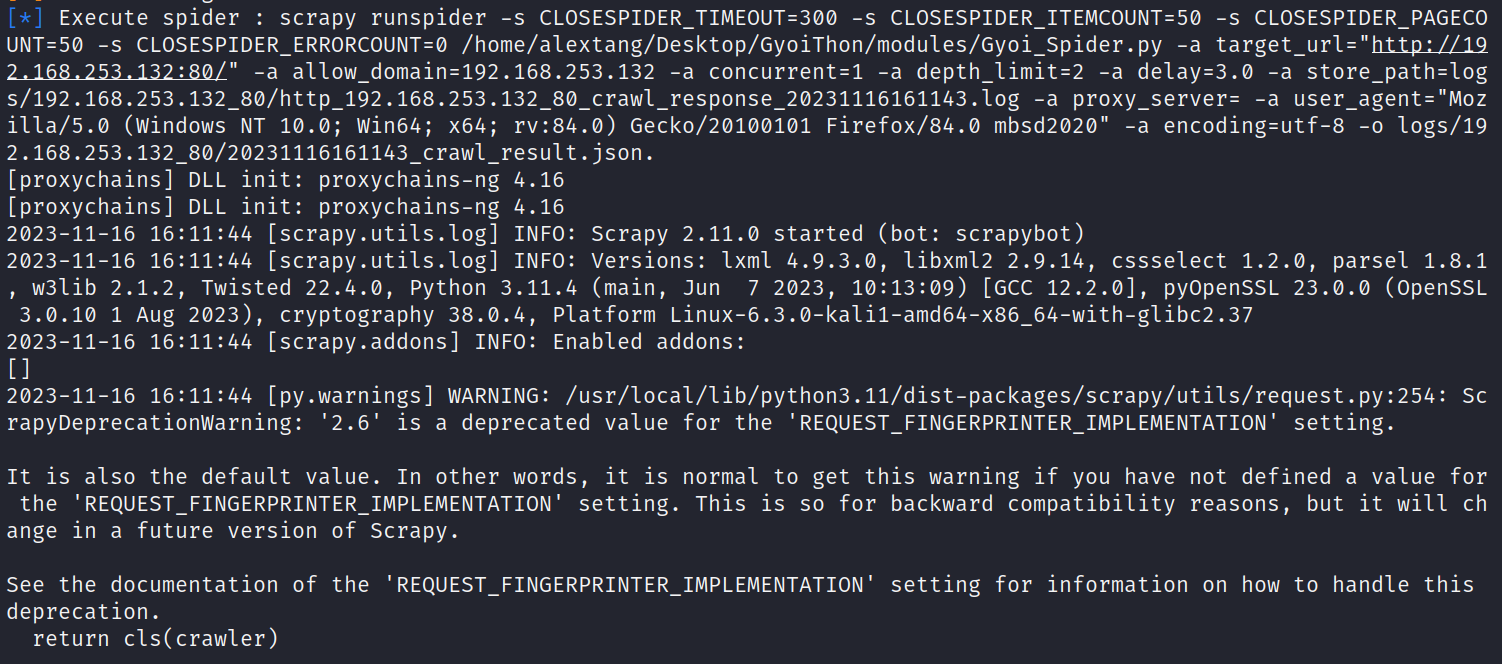 [*] Execute spider : scrapy runspider -s CLOSESPIDER_TIMEOUT=300 -s CLOSESPIDER_ITEMCOUNT=50 -s CLOSESPIDER_PAGECO
UNT=50 -s CLOSESPIDER_ERRORCOUNT=0 /home/alextang/Desktop/GyoiThon/modules/Gyoi_Spider.py -a target_url="http://19
2.168.253.132:80/" -a allow_domain=192.168.253.132 -a concurrent=1 -a depth_limit=2 -a delay=3.0 -a store_path=log
s/192.168.253.132_80/http_192.168.253.132_80_crawl_response_20231116161143.log -a proxy_server= -a user_agent="Moz
illa/5.0 (Windows NT 10.0; Win64; x64; rv:84.0) Gecko/20100101 Firefox/84.0 mbsd2020" -a encoding=utf-8 -o logs/19
2.168.253.132_80/20231116161143_crawl_result.json.
[proxychains] DLL init: proxychains-ng 4.16
[proxychains] DLL init: proxychains-ng 4.16
2023-11-16 16:11:44 [scrapy.utils.log] INFO: Scrapy 2.11.0 started (bot: scrapybot)
2023-11-16 16:11:44 [scrapy.utils.log] INFO: Versions: lxml 4.9.3.0, libxml2 2.9.14, cssselect 1.2.0, parsel 1.8.1
, w3lib 2.1.2, Twisted 22.4.0, Python 3.11.4 (main, Jun  7 2023, 10:13:09) [GCC 12.2.0], pyOpenSSL 23.0.0 (OpenSSL
 3.0.10 1 Aug 2023), cryptography 38.0.4, Platform Linux-6.3.0-kali1-amd64-x86_64-with-glibc2.37
2023-11-16 16:11:44 [scrapy.addons] INFO: Enabled addons:
[]
2023-11-16 16:11:44 [py.warnings] WARNING: /usr/local/lib/python3.11/dist-packages/scrapy/utils/request.py:254: Sc
rapyDeprecationWarning: '2.6' is a deprecated value for the 'REQUEST_FINGERPRINTER_IMPLEMENTATION' setting.

It is also the default value. In other words, it is normal to get this warning if you have not defined a value for
 the 'REQUEST_FINGERPRINTER_IMPLEMENTATION' setting. This is so for backward compatibility reasons, but it will ch
ange in a future version of Scrapy.

See the documentation of the 'REQUEST_FINGERPRINTER_IMPLEMENTATION' setting for information on how to handle this
deprecation.
  return cls(crawler)